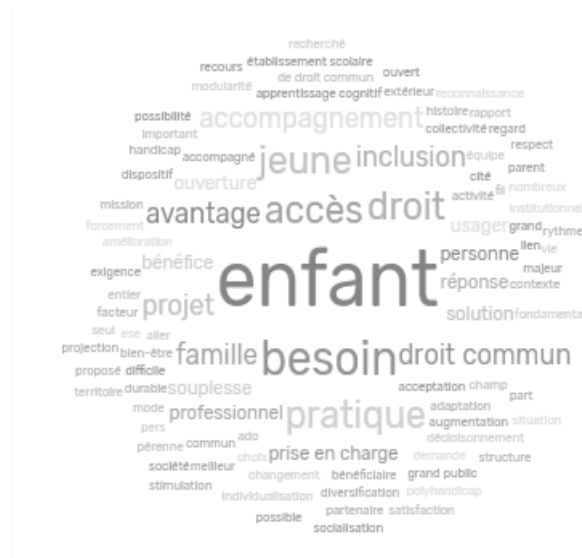 recherché
recours établissement scolaire
de droit commun ouvert
modularité
apprentissage cognitif extérieur reconnaissance
possibilité accompagnement histoire rapport
important collectivité regard
handicap accompagné jeune inclusion équipe respect
dispositif ouverture cité parent
activité fil nombreux
mission avantage accès droit institutionnel
forcement usager grand rythme
amélioration lien vie
exigence bénéfice enfant personne majeur
réponse contexte
entier projet
facteur solution fondamenta
seul ese aller
projection bien-être famille besoin droit commun
proposé difficile
territoire durable souplesse acceptation champ
part
mode professionnel pratique adaptation
pers augmentation situation
pérenne commun ado décloisonnement
choix prise en charge demande structure
société meilleur
changement bénéficiaire grand public
stimulation
individualisation diversification polyhandicap
possible partenaire satisfaction
socialisation